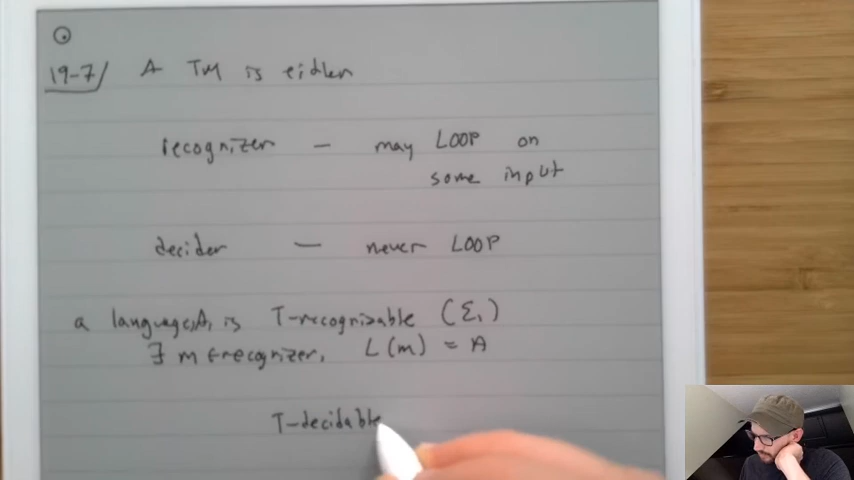 19-7/ A TM is either
recognizer — may LOOP on
some input
decider — never LOOP
a language, A, is T-recognizable (Σ₁)
∃ m ∈ recognizer, L(m) = A
T-decidable